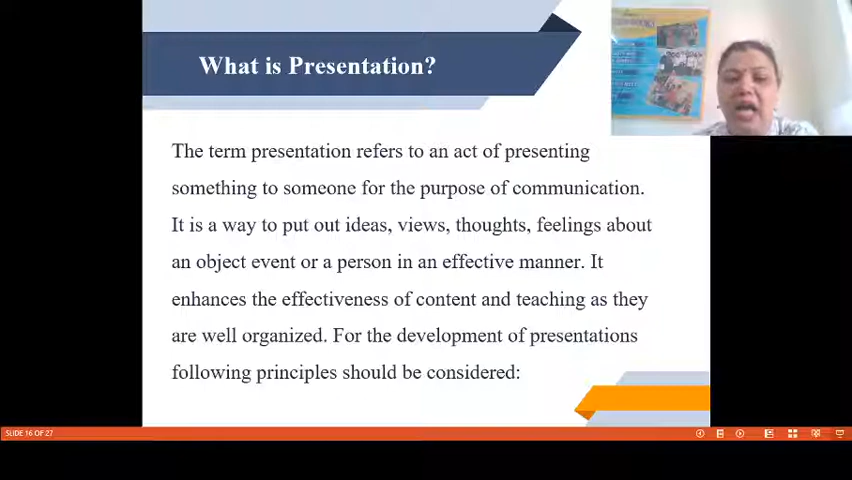 What is Presentation?
The term presentation refers to an act of presenting
something to someone for the purpose of communication.
It is a way to put out ideas, views, thoughts, feelings about
an object event or a person in an effective manner. It
enhances the effectiveness of content and teaching as they
are well organized. For the development of presentations
following principles should be considered:
SLIDE 16 OF 27